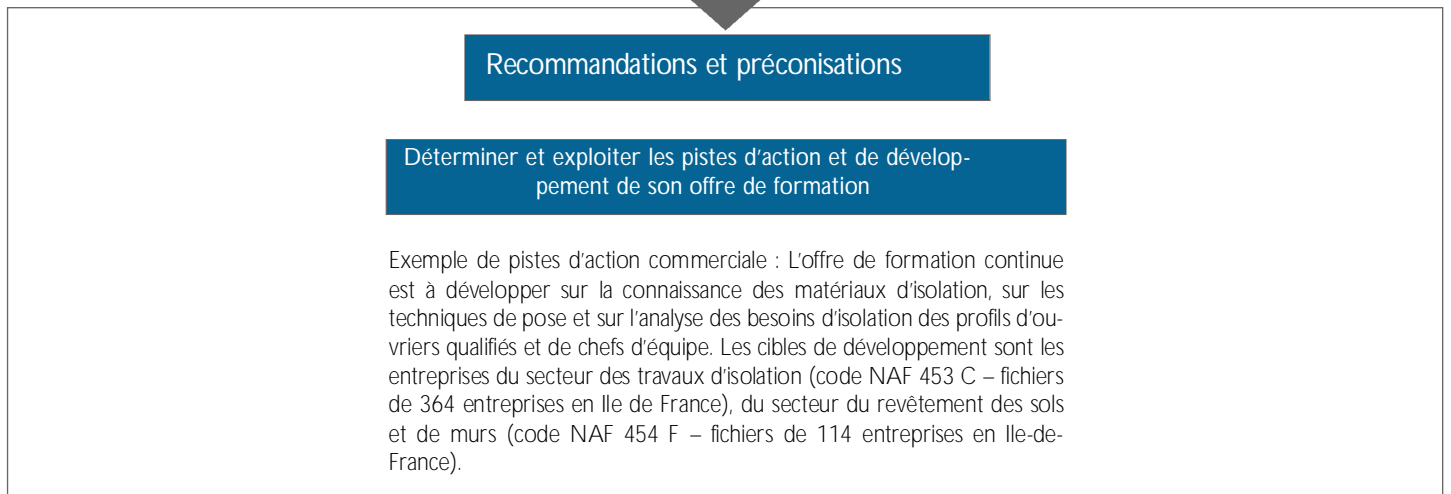 Recommandations et préconisations
Déterminer et exploiter les pistes d'action et de dévelop-
pement de son offre de formation
Exemple de pistes d'action commerciale : L'offre de formation continue
est à développer sur la connaissance des matériaux d'isolation, sur les
techniques de pose et sur l'analyse des besoins d'isolation des profils d'ou-
vriers qualifiés et de chefs d'équipe. Les cibles de développement sont les
entreprises du secteur des travaux d'isolation (code NAF 453 C – fichiers
de 364 entreprises en Ile de France), du secteur du revêtement des sols
et de murs (code NAF 454 F – fichiers de 114 entreprises en Ile-de-
France).